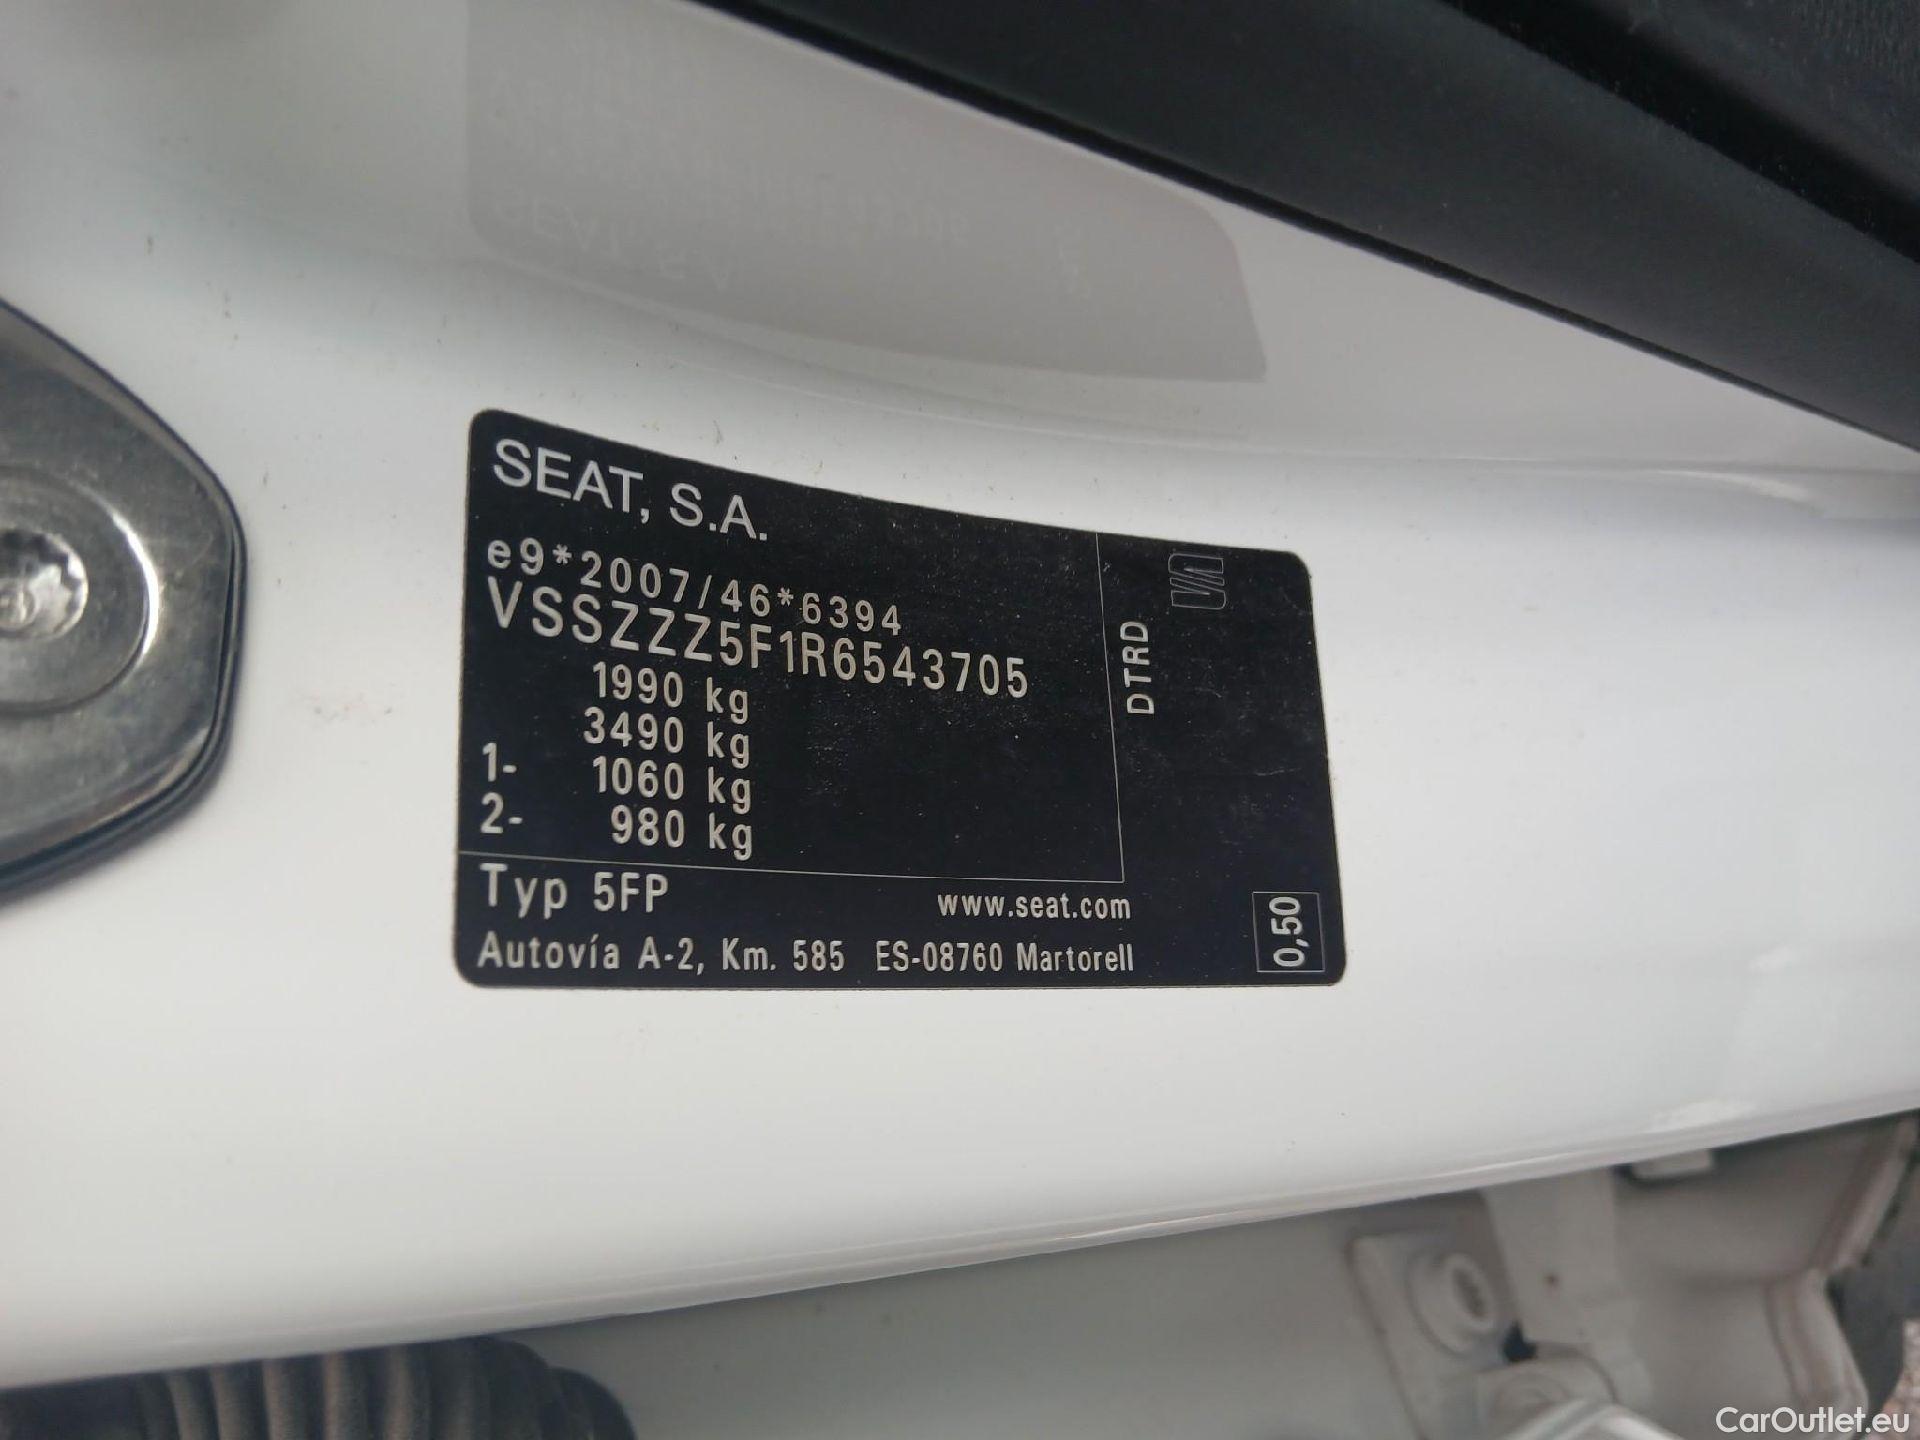 SEAT, S.A.
e9*2007/46*6394
VSSZZZ5F1R6543705
1990 kg
3490 kg
1- 1060 kg
2- 980 kg
DTRD
Typ 5FP
www.seat.com
Autovía A-2, Km. 585 ES-08760 Martorell
0,50
CarOutlet.eu